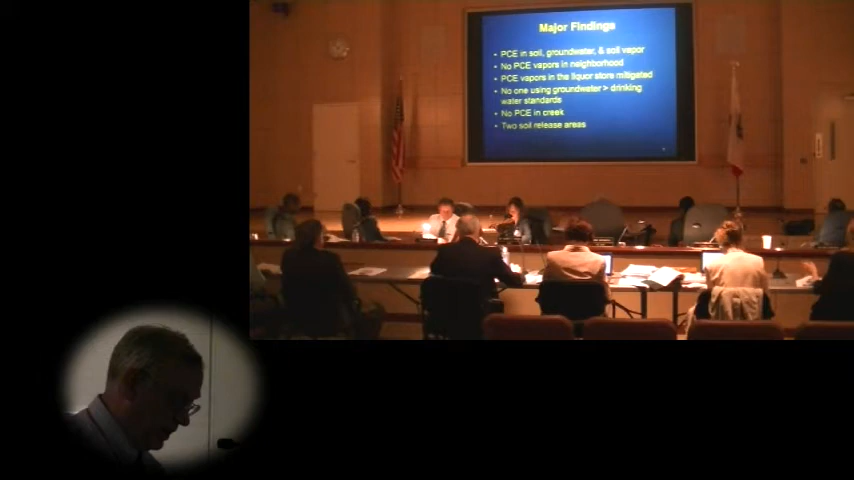 Major Findings
• PCE in soil, groundwater, & soil vapor
• No PCE vapors in neighborhood
• PCE vapors in the liquor store mitigated
• No one using groundwater > drinking
water standards
• No PCE in creek
• Two soil release areas